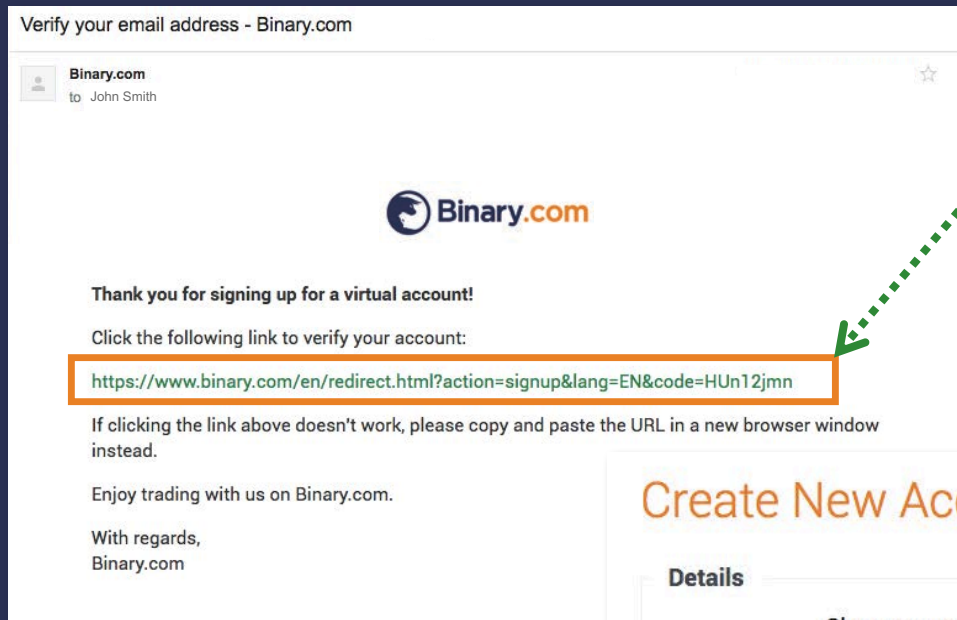 Verify your email address - Binary.com
Binary.com
to John Smith
Binary.com
Thank you for signing up for a virtual account!
Click the following link to verify your account:
https://www.binary.com/en/redirect.html?action=signup&lang=EN&code=HUn12jmn
If clicking the link above doesn't work, please copy and paste the URL in a new browser window
instead.
Enjoy trading with us on Binary.com.
With regards,
Binary.com
Create New
Details